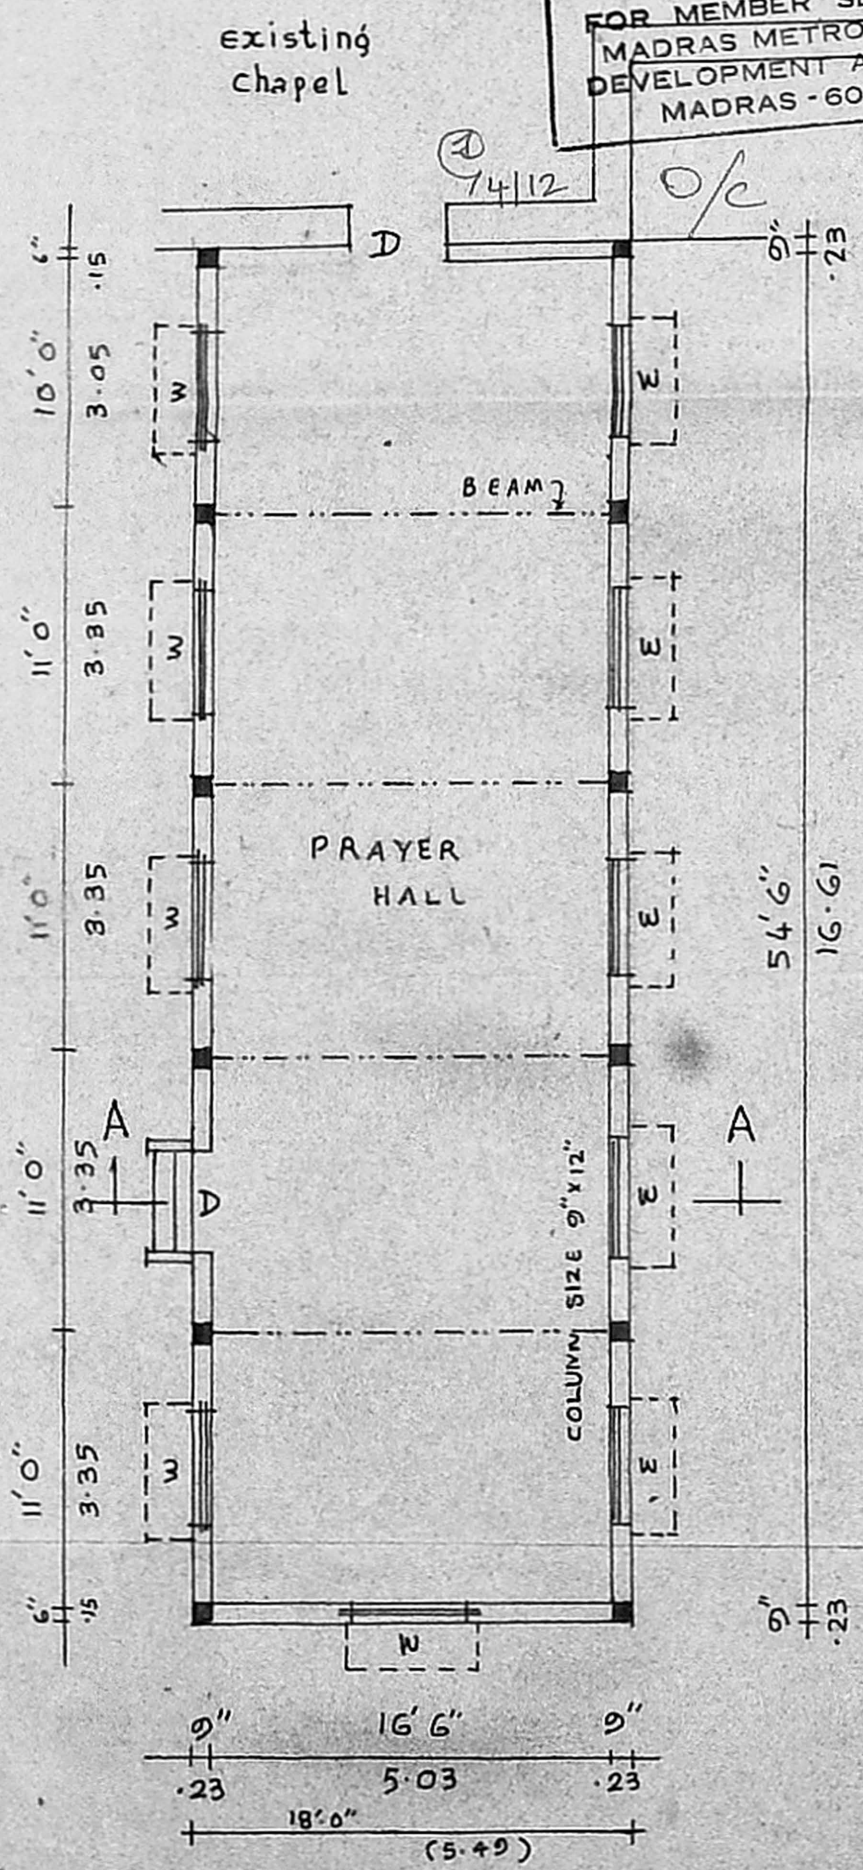 existing
chapel
FOR MEMBER
MADRAS METRO
DEVELOPMENT A
MADRAS - 60
1
74/12
O/C
D
6"
.15
9"
.23
10'0"
3.05
W
W
BEAM
11'0"
3.35
W
W
PRAYER
HALL
11'0"
3.35
W
W
54'6"
16.61
A
A
11'0"
3.35
D
W
COLUMN SIZE 9"x12"
11'0"
3.35
W
W
6"
.15
9"
.23
W
9" 16'6" 9"
.23 5.03 .23
18'0"
(5.49)